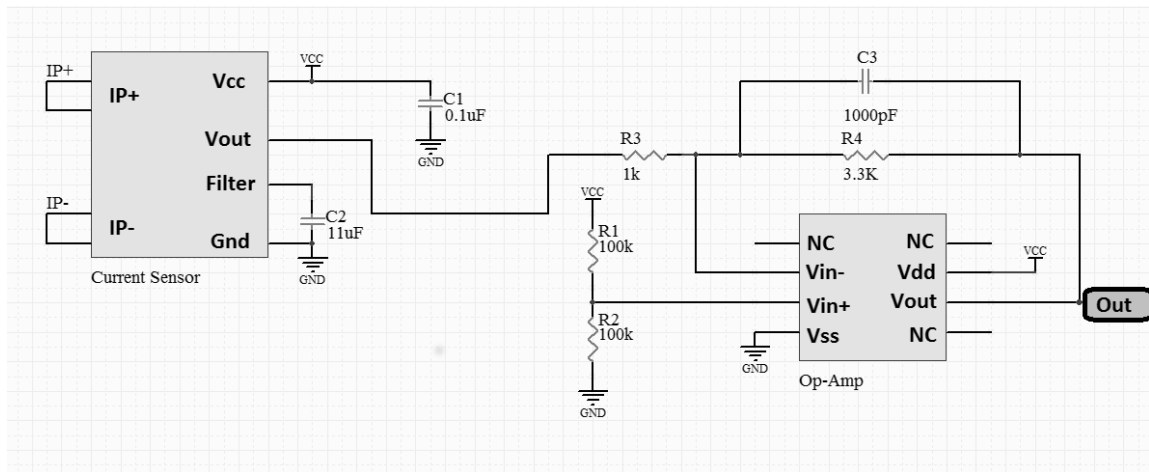 IP+
IP+
IP-
IP-
Vcc
Vout
Filter
Gnd
Current Sensor
VCC
C1
0.1uF
GND
C2
11uF
GND
R3
1k
C3
1000pF
R4
3.3K
VCC
R1
100k
R2
100k
GND
NC
Vin-
Vin+
Vss
NC
Vdd
Vout
NC
VCC
GND
Op-Amp
Out